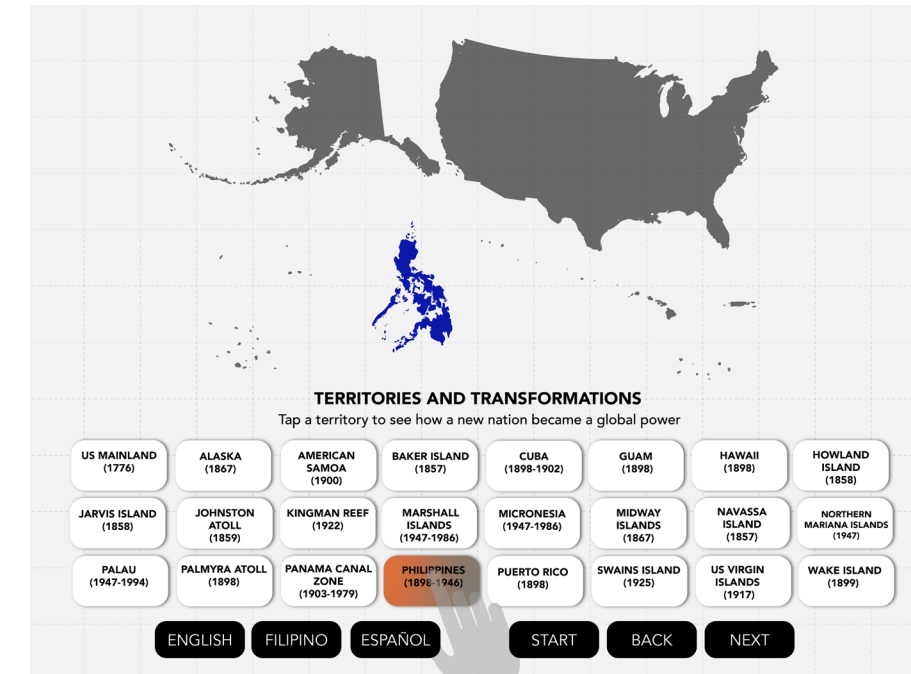 TERRITORIES AND TRANSFORMATIONS
Tap a territory to see how a new nation became a global power
US MAINLAND
(1776)
ALASKA
(1867)
AMERICAN
SAMOA
(1900)
BAKER ISLAND
(1857)
CUBA
(1898-1902)
GUAM
(1898)
HAWAII
(1898)
HOWLAND
ISLAND
(1858)
JARVIS ISLAND
(1858)
JOHNSTON
ATOLL
(1859)
KINGMAN REEF
(1922)
MARSHALL
ISLANDS
(1947-1986)
MICRONESIA
(1947-1986)
MIDWAY
ISLANDS
(1867)
NAVASSA
ISLAND
(1857)
NORTHERN
MARIANA ISLANDS
(1947)
PALAU
(1947-1994)
PALMYRA ATOLL
(1898)
PANAMA CANAL
ZONE
(1903-1979)
PHILIPPINES
(1898-1946)
PUERTO RICO
(1898)
SWAINS ISLAND
(1925)
US VIRGIN
ISLANDS
(1917)
WAKE ISLAND
(1899)
ENGLISH
FILIPINO
ESPAÑOL
START
BACK
NEXT